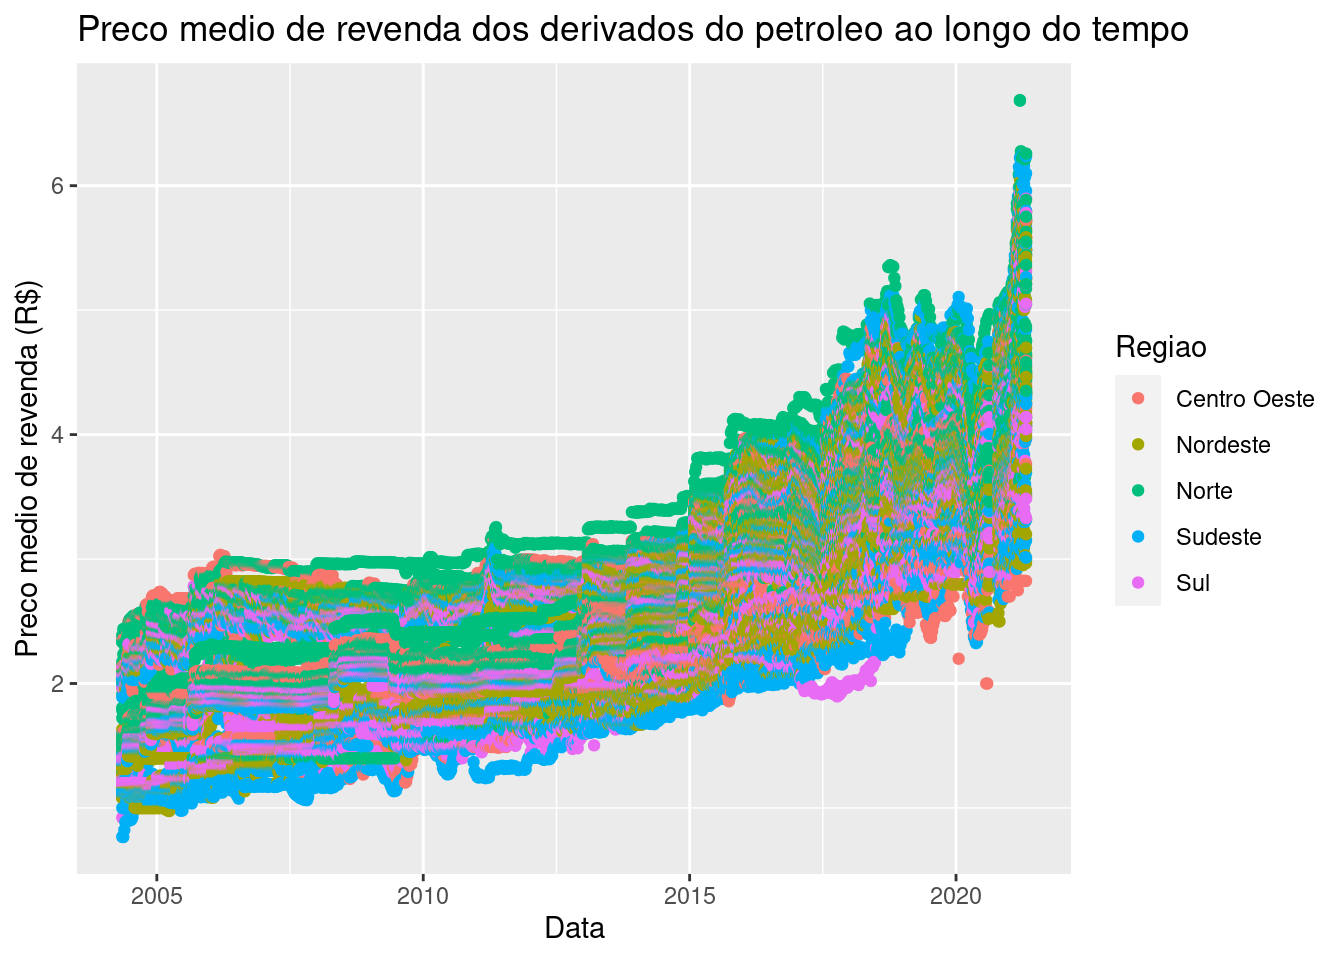 Preco medio de revenda dos derivados do petroleo ao longo do tempo
Preco medio de revenda (R$)
6
4
2
2005
2010
2015
2020
Data
Regiao
Centro Oeste
Nordeste
Norte
Sudeste
Sul